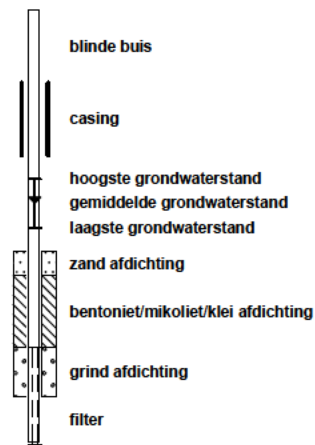 blinde buis
casing
hoogste grondwaterstand
gemiddelde grondwaterstand
laagste grondwaterstand
zand afdichting
bentoniet/mikoliet/klei afdichting
grind afdichting
filter